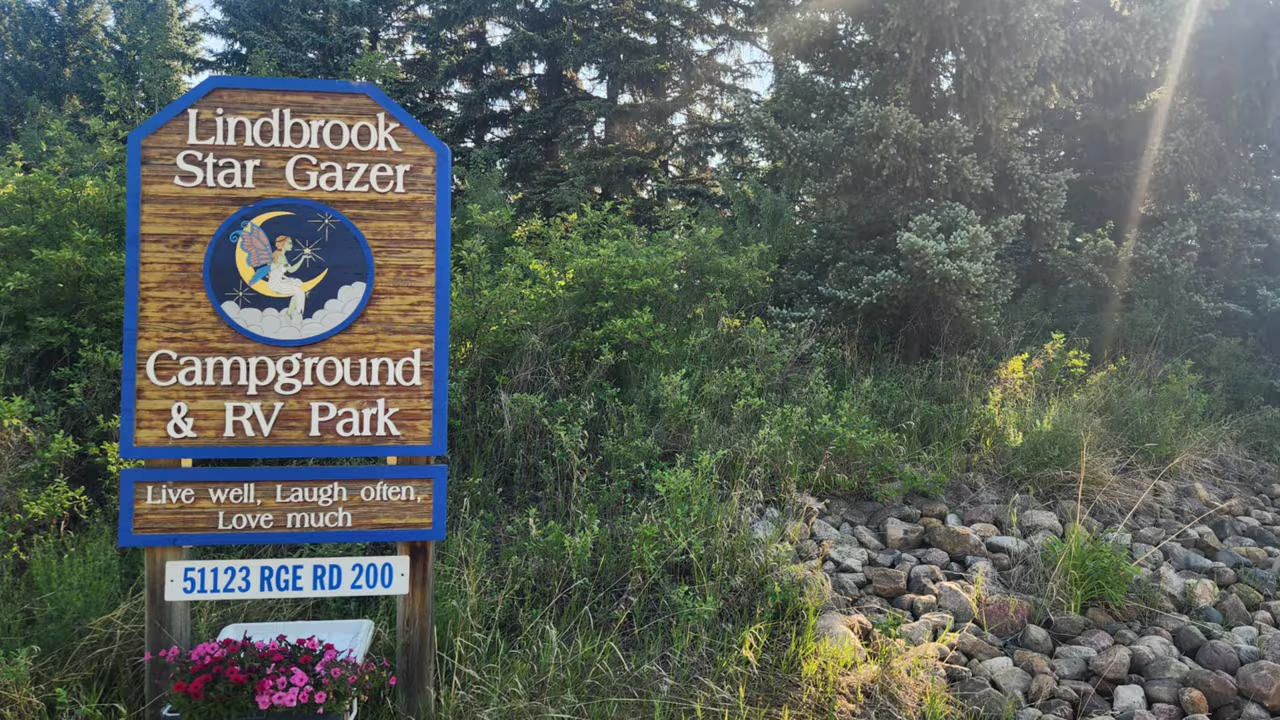 Lindbrook
Star Gazer
Campground
& RV Park
Live well, Laugh often,
Love much
51123 RGE RD 200